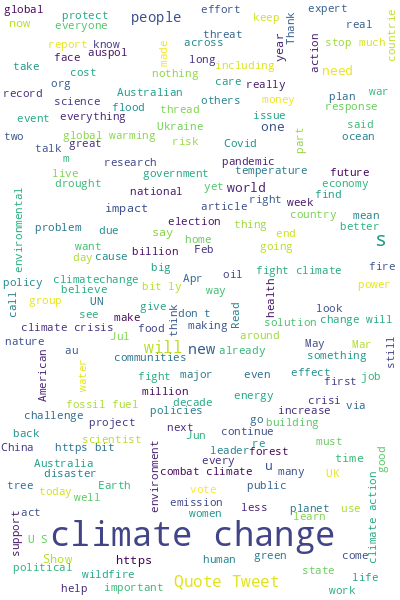 global protect effort keep expert
now everyone people threat Thank real countrie
report know across year action stop much
face auspol long including
take cost nothing made need plan war
record org Australian care really response
science flood others money said
event everything thread issue ocean
two global warming Ukraine one part
talk great risk Covid
m research pandemic future
live government temperature economy
drought national yet world find
environmental impact article right week mean
election country better
problem due say thing end s
want home going
day cause billion Feb fire
policy climatechange big Apr oil fight climate
believe bit ly health power
group UN give way
call see make think don t Read solution look change will
climate crisis food making around May Mar
nature Jul will new already something still
au communities
American water fight major even effect first job
fossil fuel million decade energy crisi via
challenge policies go increase
back project next continue building
scientist Jun re must
China https bit leader forest time good
Australia environment every u many UK
disaster combat climate public
tree today Earth emission vote less planet use
well women learn climate action
act
support U S climate change
Show https human green come
political Quote Tweet state life
wildfire
help important work